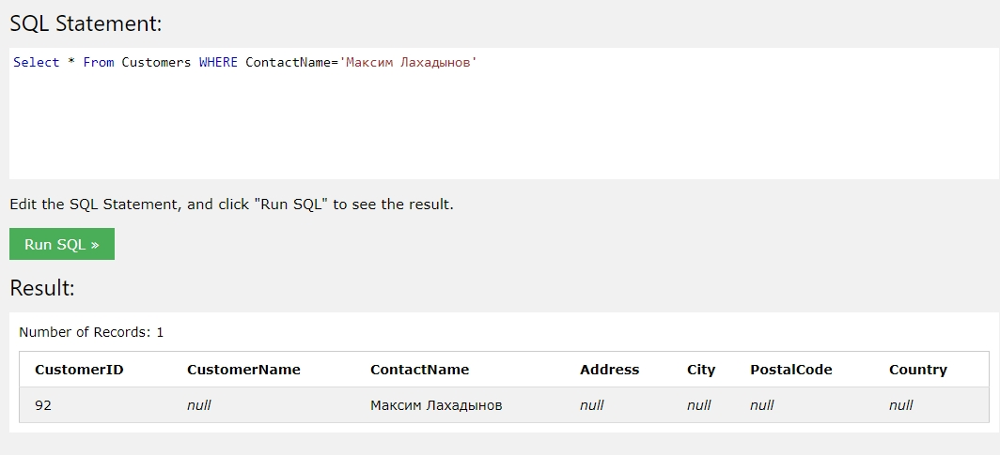 SQL Statement:
Select * From Customers WHERE ContactName='Максим Лахадынов'
Edit the SQL Statement, and click "Run SQL" to see the result.
Run SQL »
Result:
Number of Records: 1
CustomerID CustomerName ContactName Address City PostalCode Country
92 null Максим Лахадынов null null null null